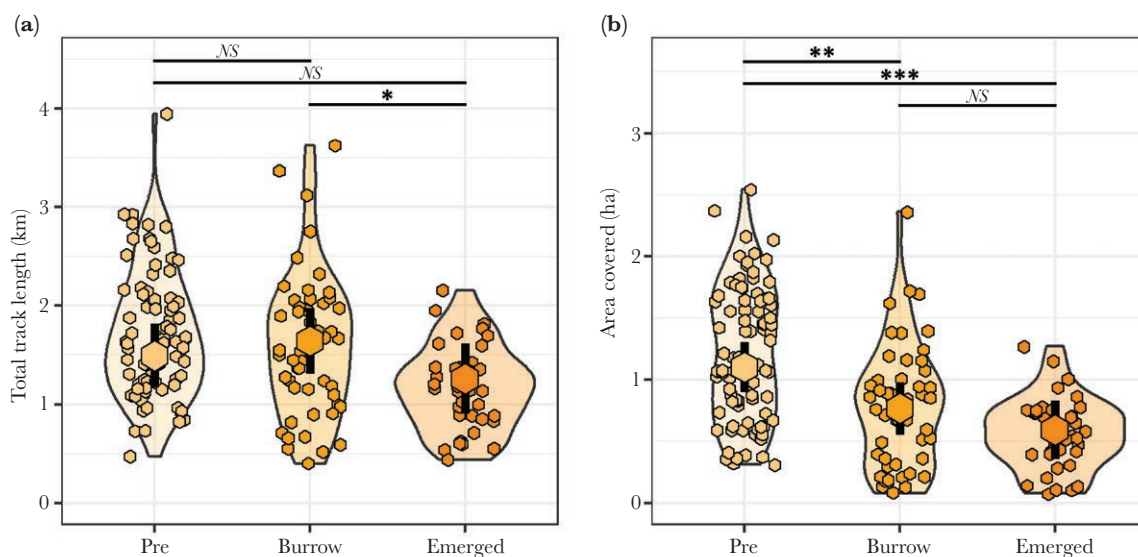 (a)
NS
NS
*
Total track length (km)
4
3
2
1
0
Pre Burrow Emerged
(b)
**
***
NS
Area covered (ha)
3
2
1
0
Pre Burrow Emerged